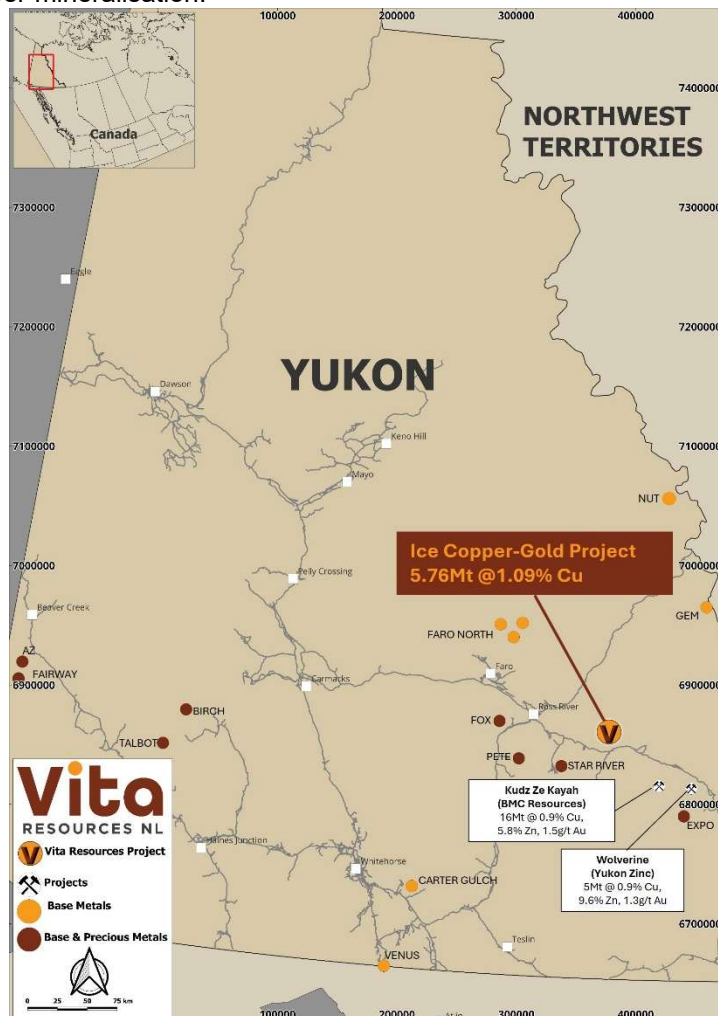 100000
200000
300000
400000
Canada
7400000
7400000
NORTHWEST
TERRITORIES
7300000
7300000
Eagle
7200000
7200000
YUKON
Dawson
Keno Hill
7100000
7100000
Mayo
NUT
Ice Copper-Gold Project
5.76Mt @1.09% Cu
7000000
7000000
Pelly Crossing
Beaver Creek
GEM
FARO NORTH
AZ
FAIRWAY
Faro
6900000
6900000
Carmacks
Ross River
BIRCH
FOX
V
TALBOT
PETE
STAR RIVER
Kudz Ze Kayah
(BMC Resources)
16Mt @ 0.9% Cu,
5.8% Zn, 1.5g/t Au
6800000
EXPO
Wolverine
(Yukon Zinc)
5Mt @ 0.9% Cu,
9.6% Zn, 1.3g/t Au
Vita
RESOURCES NL
V
Vita Resources Project
Projects
Base Metals
Base & Precious Metals
0 25 50 75 km
Haines Junction
Whitehorse
CARTER GULCH
6700000
Teslin
VENUS
100000
200000
300000
400000